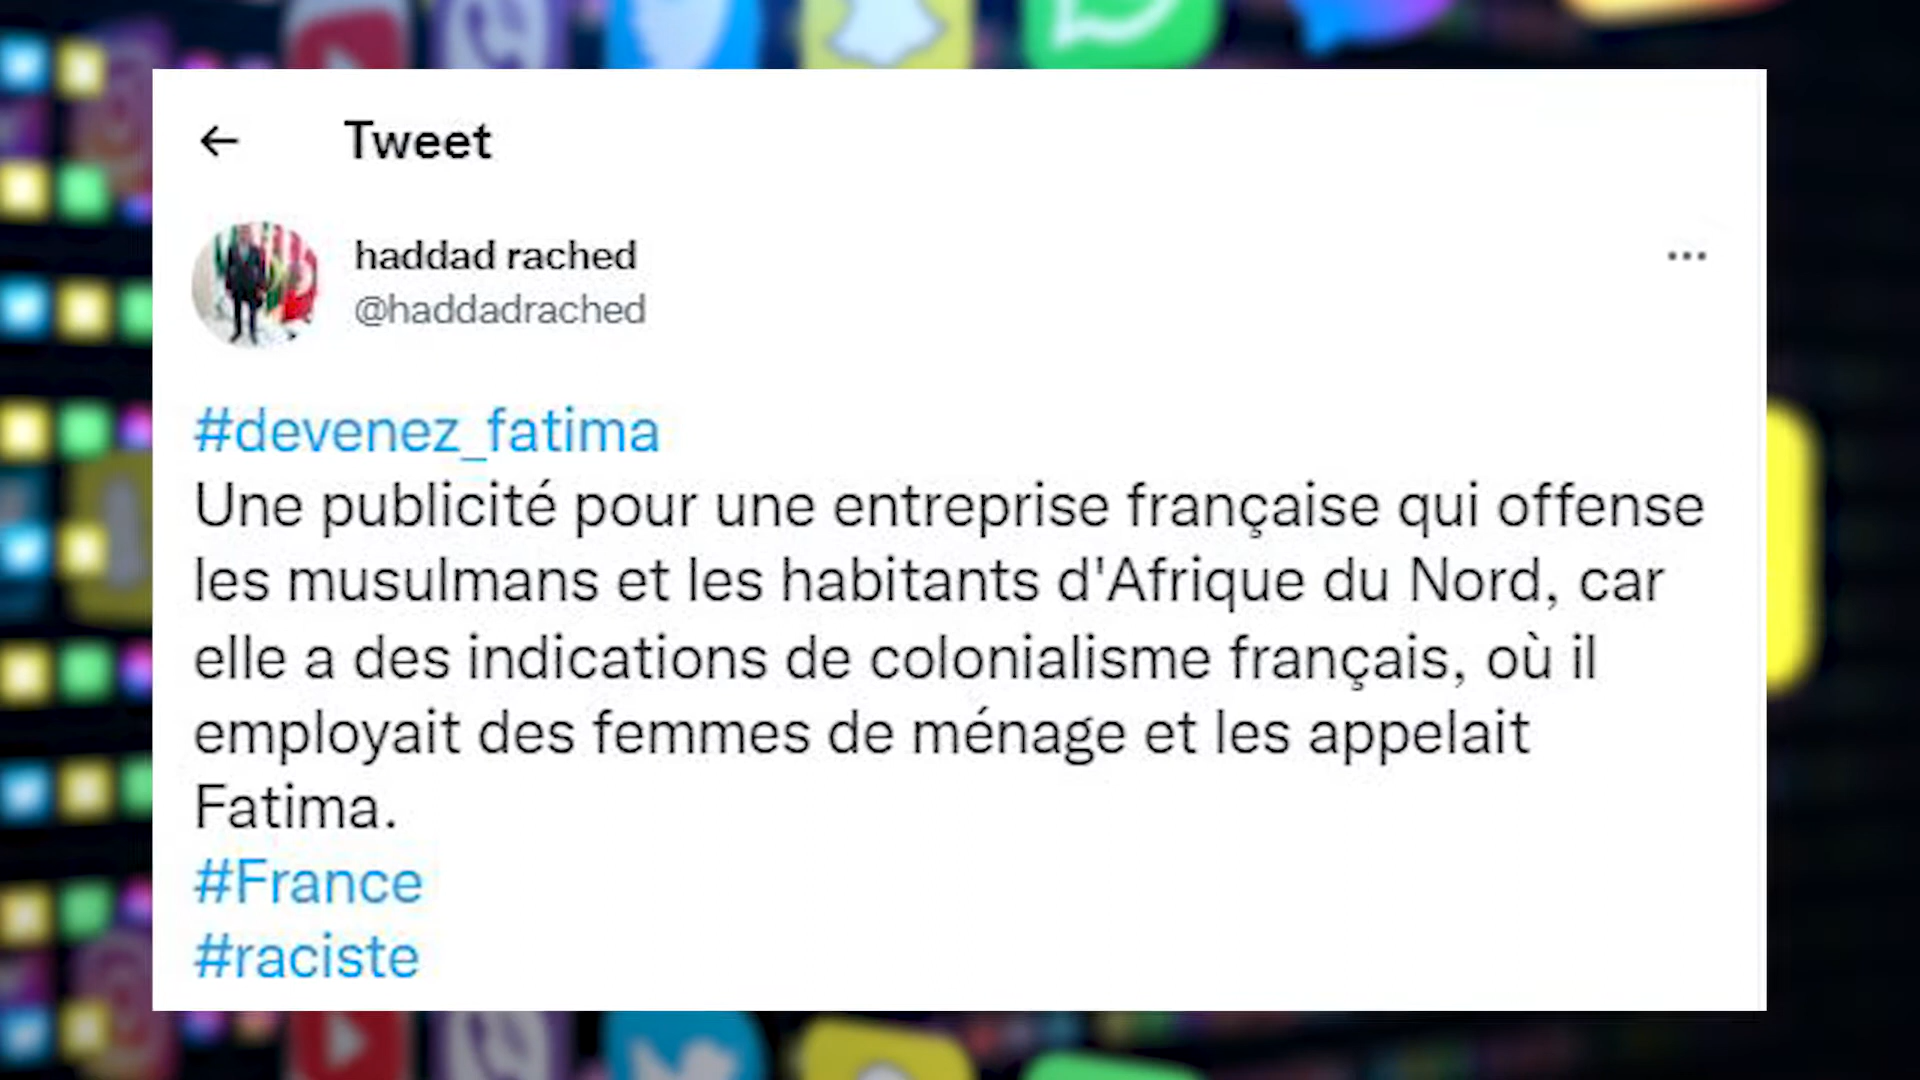 Tweet
haddad rached
@haddadrached
#devenez_fatima
Une publicité pour une entreprise française qui offense
les musulmans et les habitants d'Afrique du Nord, car
elle a des indications de colonialisme français, où il
employait des femmes de ménage et les appelait
Fatima.
#France
#raciste